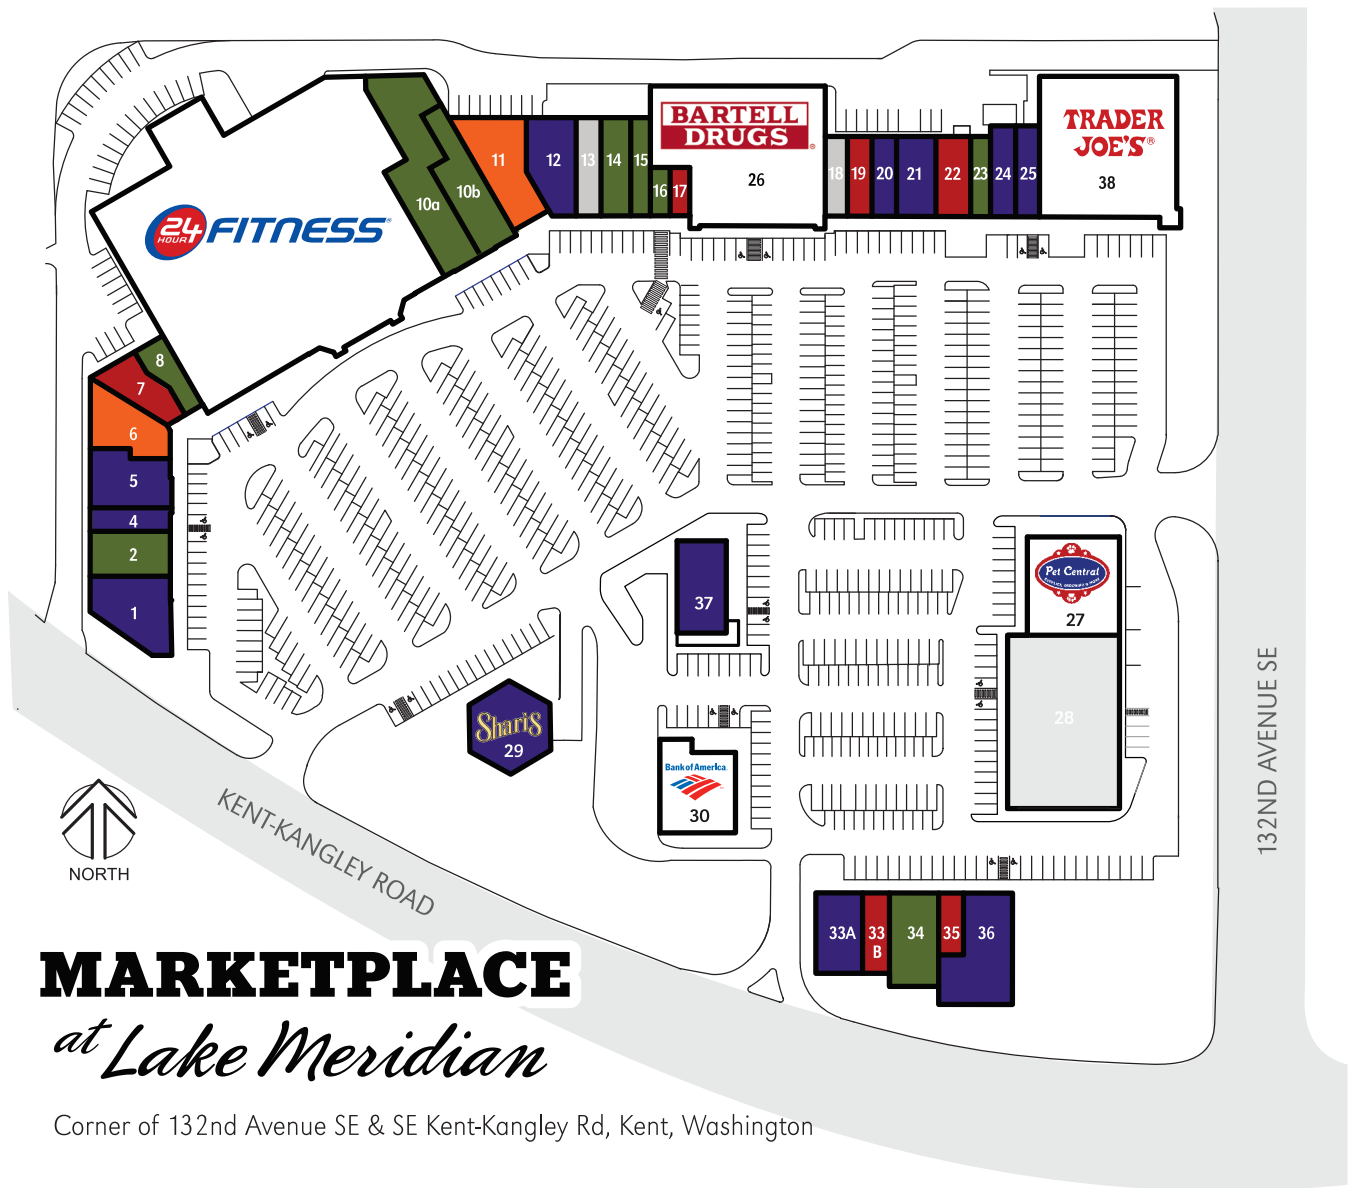 BARTELL
DRUGS
®
26
TRADER
JOE'S®
38
24
HOUR
FITNESS®
10a
10b
11
12
13
14
15
16
17
18
19
20
21
22
23
24
25
8
7
6
5
4
2
1
37
Pet Central
27
28
Sharis
29
Bank of America
30
33A
33
B
34
35
36
132ND AVENUE SE
KENT-KANGLEY ROAD
NORTH
MARKETPLACE
at Lake Meridian
Corner of 132nd Avenue SE & SE Kent-Kangley Rd, Kent, Washington